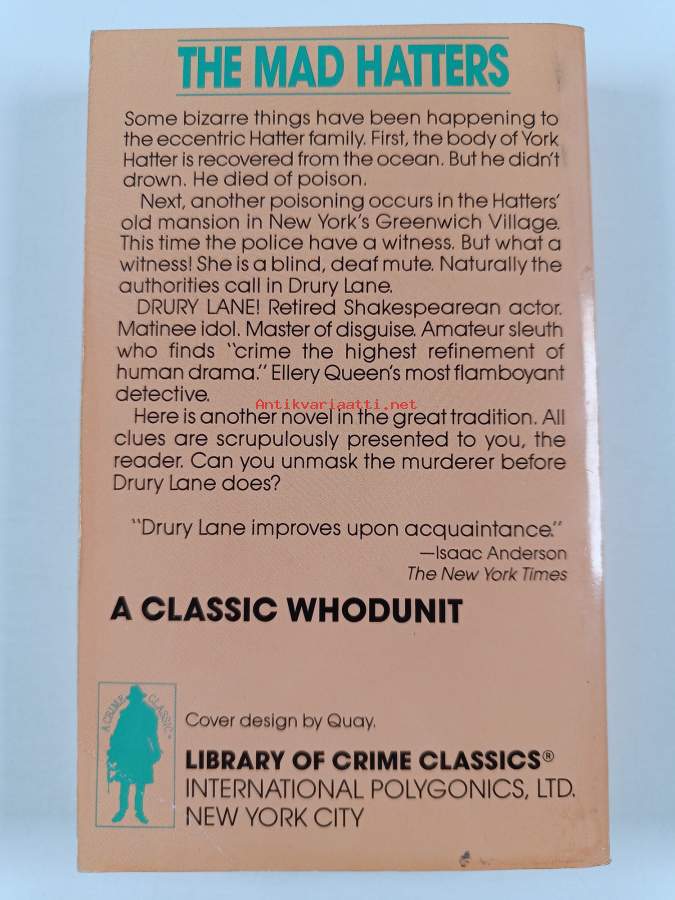 THE MAD HATTERS
Some bizarre things have been happening to
the eccentric Hatter family. First, the body of York
Hatter is recovered from the ocean. But he didn't
drown. He died of poison.
Next, another poisoning occurs in the Hatters'
old mansion in New York's Greenwich Village.
This time the police have a witness. But what a
witness! She is a blind, deaf mute. Naturally the
authorities call in Drury Lane.
DRURY LANE! Retired Shakespearean actor.
Matinee idol. Master of disguise. Amateur sleuth
who finds "crime the highest refinement of
human drama." Ellery Queen's most flamboyant
detective.
Antikvariaatti.net
Here is another novel in the great tradition. All
clues are scrupulously presented to you, the
reader. Can you unmask the murderer before
Drury Lane does?
"Drury Lane improves upon acquaintance."
—Isaac Anderson
The New York Times
A CLASSIC WHODUNIT
A CRIME CLASSIC®
Cover design by Quay.
LIBRARY OF CRIME CLASSICS®
INTERNATIONAL POLYGONICS, LTD.
NEW YORK CITY